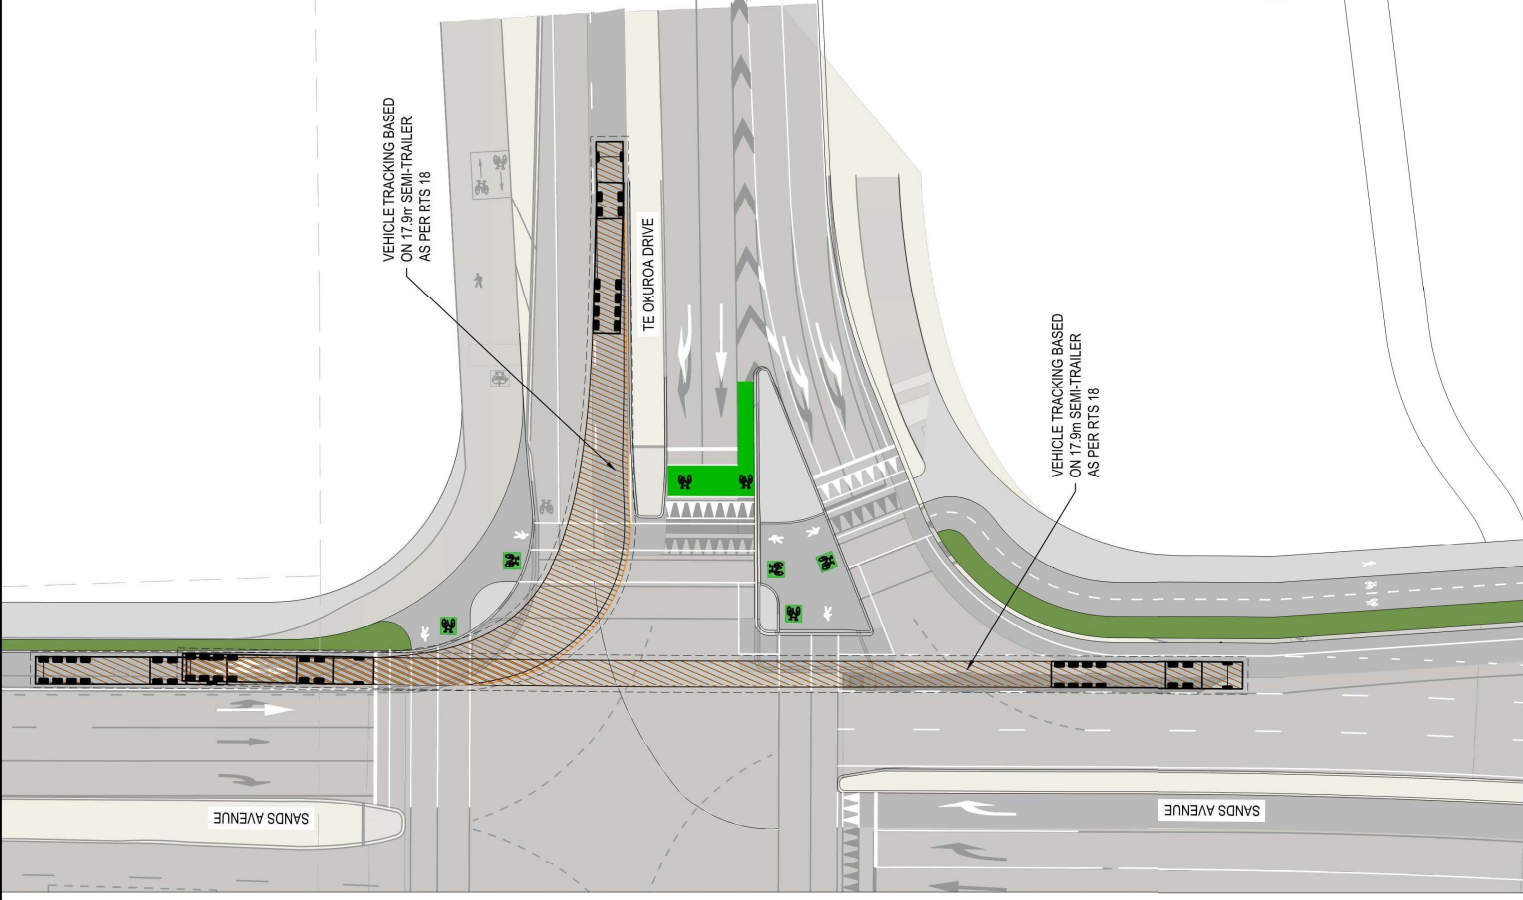 VEHICLE TRACKING BASED
ON 17.9m SEMI-TRAILER
AS PER RTS 18
TE OKUROA DRIVE
VEHICLE TRACKING BASED
ON 17.9m SEMI-TRAILER
AS PER RTS 18
SANDS AVENUE
SANDS AVENUE